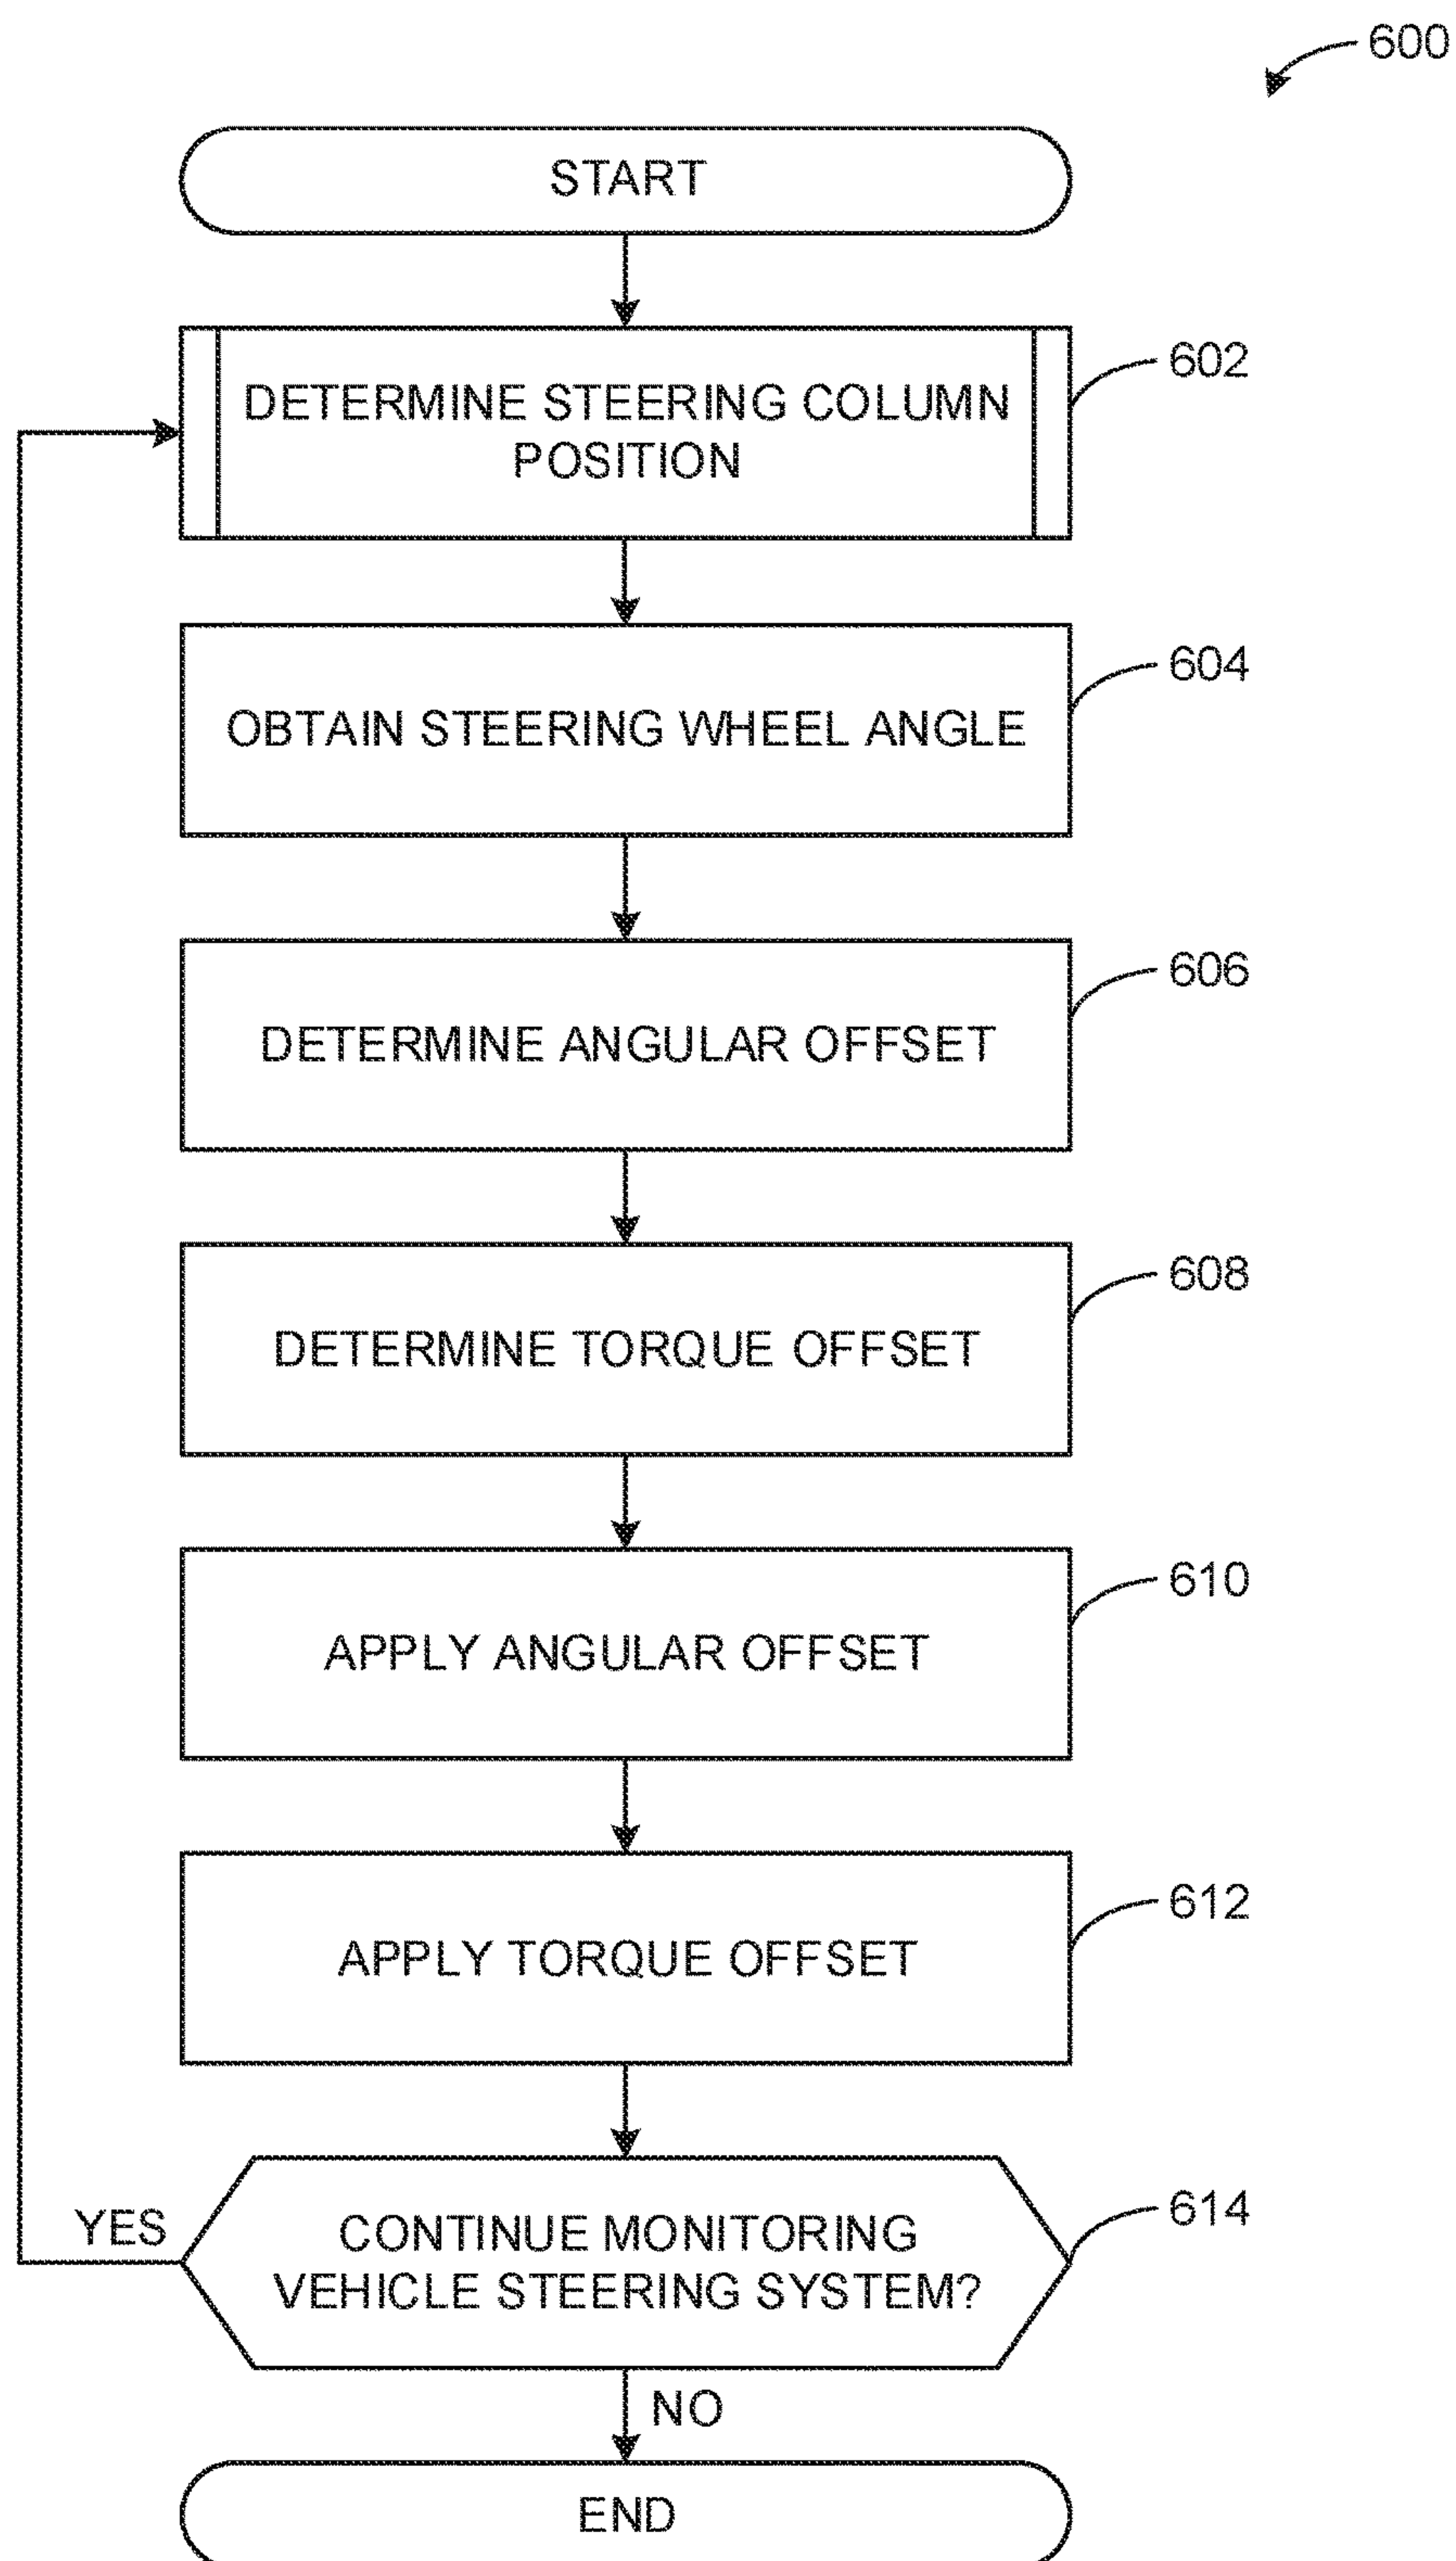 600
START
DETERMINE STEERING COLUMN
POSITION
602
OBTAIN STEERING WHEEL ANGLE
604
DETERMINE ANGULAR OFFSET
606
DETERMINE TORQUE OFFSET
608
APPLY ANGULAR OFFSET
610
APPLY TORQUE OFFSET
612
YES
CONTINUE MONITORING
VEHICLE STEERING SYSTEM?
614
NO
END